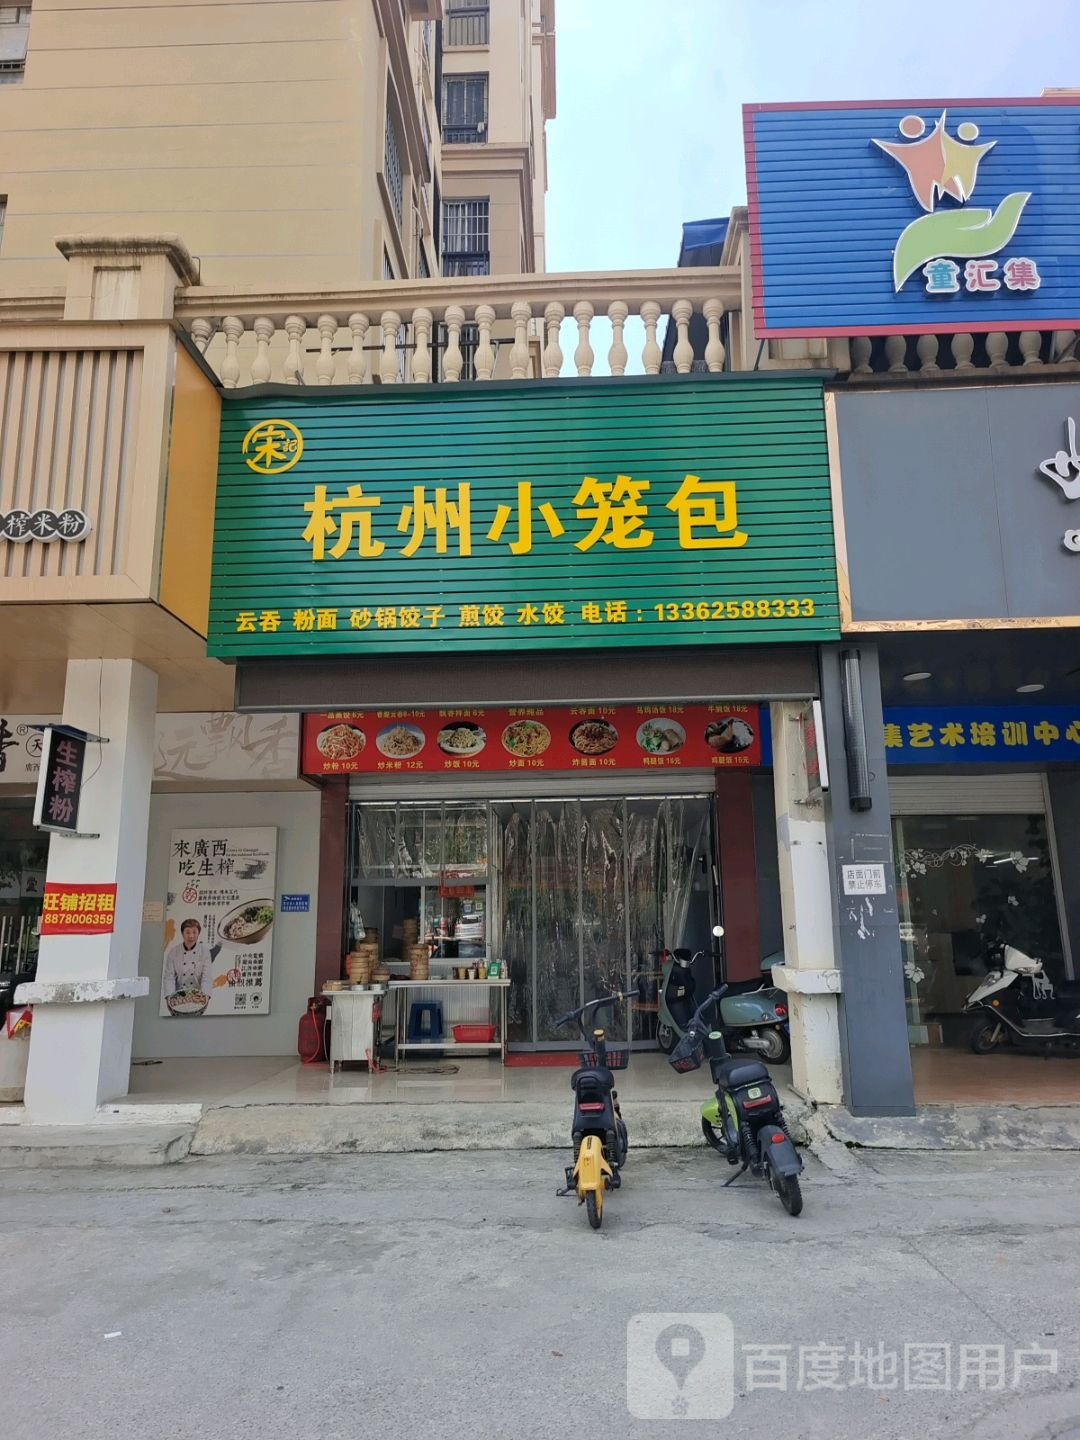 童汇集
宋记
杭州小笼包
榨米粉
云吞 粉面 砂锅饺子 煎饺 水饺 电话：13362588333
炒粉 10元 炒米粉 12元 炒饭 10元 炒面 10元 炸酱面 10元 鸭腿饭 18元 鸡腿饭 15元
集艺术培训中心
生榨粉
飘香
來廣西
吃生榨
旺铺招租
8878006359
店面门前
禁止停车
百度地图用户